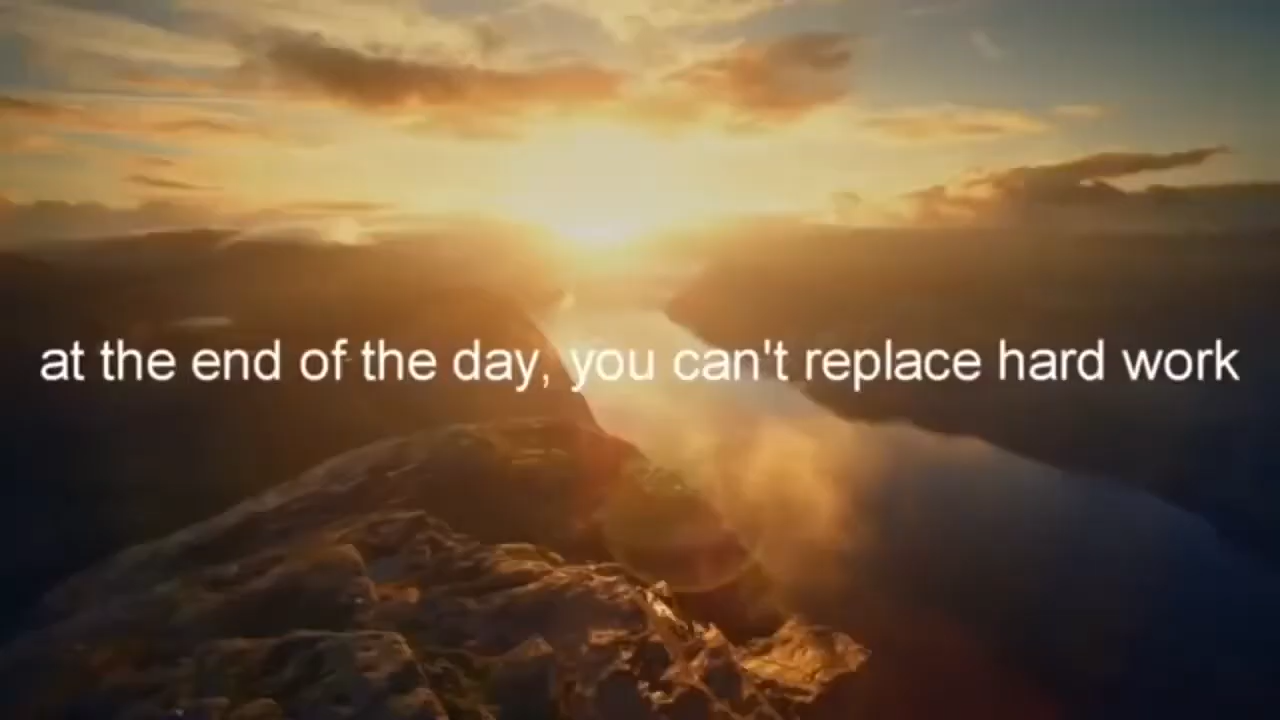 at the end of the day, you can't replace hard work